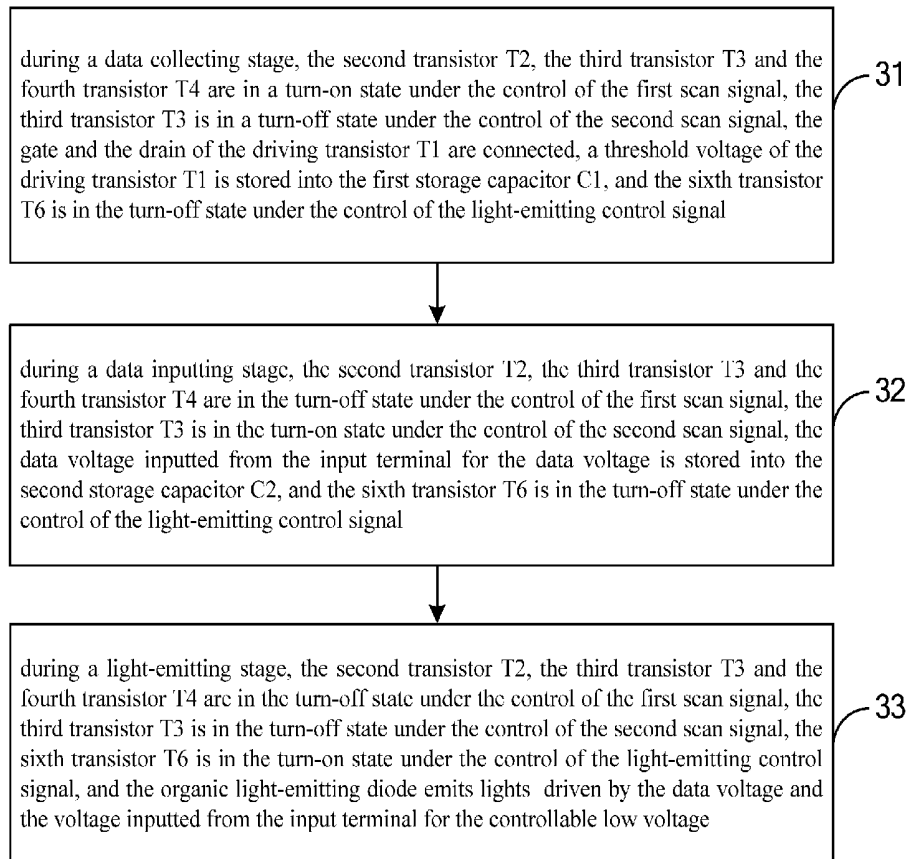 during a data collecting stage, the second transistor T2, the third transistor T3 and the
fourth transistor T4 are in a turn-on state under the control of the first scan signal, the
third transistor T3 is in a turn-off state under the control of the second scan signal, the
gate and the drain of the driving transistor T1 are connected, a threshold voltage of the
driving transistor T1 is stored into the first storage capacitor C1, and the sixth transistor
T6 is in the turn-off state under the control of the light-emitting control signal
31
during a data inputting stage, the second transistor T2, the third transistor T3 and the
fourth transistor T4 are in the turn-off state under the control of the first scan signal, the
third transistor T3 is in the turn-on state under the control of the second scan signal, the
data voltage inputted from the input terminal for the data voltage is stored into the
second storage capacitor C2, and the sixth transistor T6 is in the turn-off state under the
control of the light-emitting control signal
32
during a light-emitting stage, the second transistor T2, the third transistor T3 and the
fourth transistor T4 are in the turn-off state under the control of the first scan signal, the
third transistor T3 is in the turn-off state under the control of the second scan signal, the
sixth transistor T6 is in the turn-on state under the control of the light-emitting control
signal, and the organic light-emitting diode emits lights driven by the data voltage and
the voltage inputted from the input terminal for the controllable low voltage
33